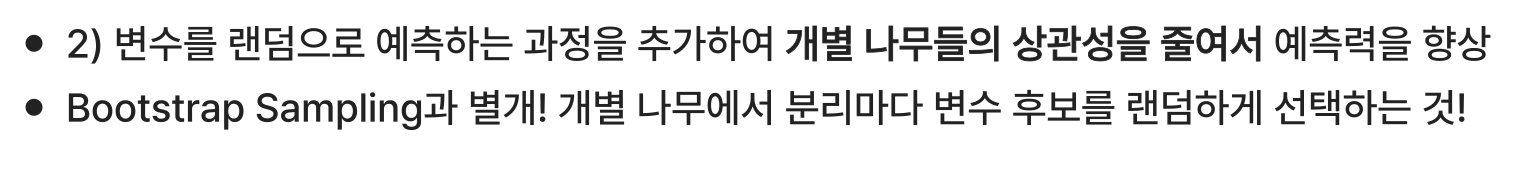 • 2) 변수를 랜덤으로 예측하는 과정을 추가하여 개별 나무들의 상관성을 줄여서 예측력을 향상
• Bootstrap Sampling과 별개! 개별 나무에서 분리마다 변수 후보를 랜덤하게 선택하는 것!